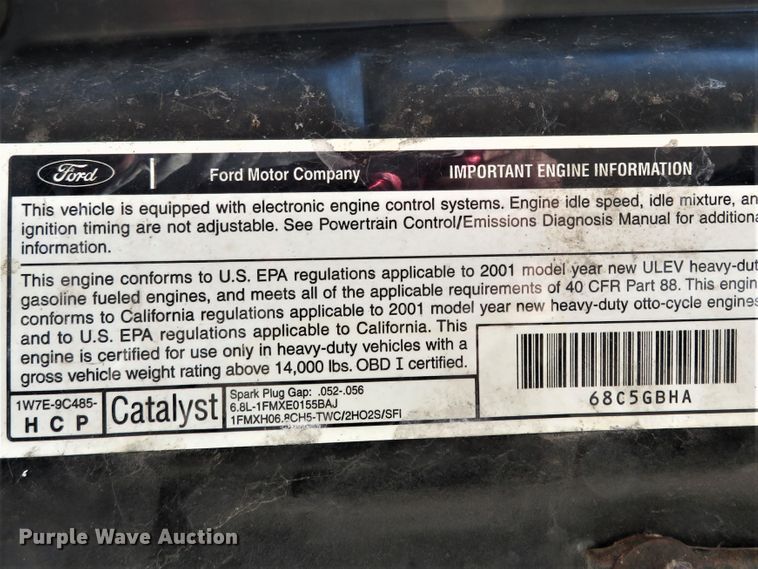 Ford | Ford Motor Company IMPORTANT ENGINE INFORMATION
This vehicle is equipped with electronic engine control systems. Engine idle speed, idle mixture, an
ignition timing are not adjustable. See Powertrain Control/Emissions Diagnosis Manual for additiona
information.
This engine conforms to U.S. EPA regulations applicable to 2001 model year new ULEV heavy-dut
gasoline fueled engines, and meets all of the applicable requirements of 40 CFR Part 88. This engin
conforms to California regulations applicable to 2001 model year new heavy-duty otto-cycle engines
and to U.S. EPA regulations applicable to California. This
engine is certified for use only in heavy-duty vehicles with a
gross vehicle weight rating above 14,000 lbs. OBD I certified.
68C5GBHA
1W7E-9C485-
HCP
Catalyst
Spark Plug Gap: .052-.056
6.8L-1FMXE0155BAJ
1FMXH06.8CH5-TWC/2HO2S/SFI
Purple Wave Auction